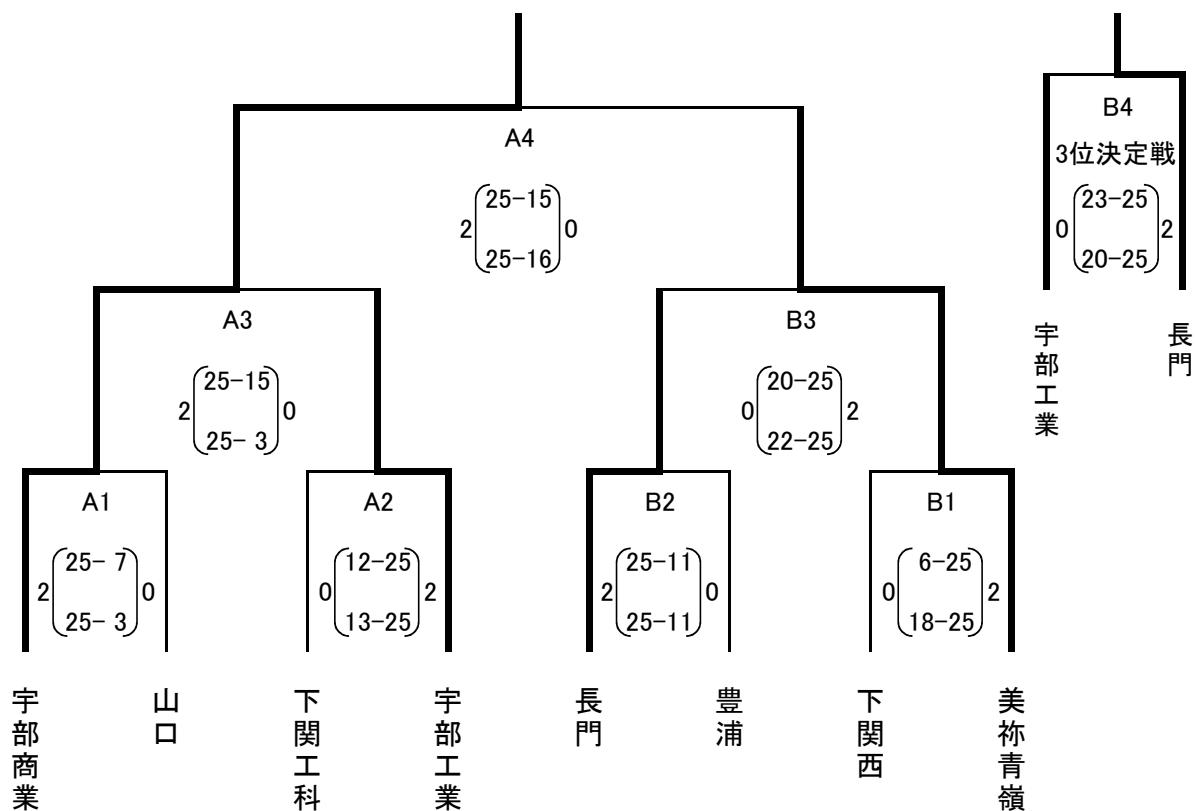 A4
2 25-15 0
25-16
B4
3位決定戦
0 23-25 2
20-25
宇部工業
長門
A3
2 25-15 0
25- 3
B3
0 20-25 2
22-25
A1
2 25- 7 0
25- 3
A2
0 12-25 2
13-25
B2
2 25-11 0
25-11
B1
0 6-25 2
18-25
宇部商業
山口
下関工科
宇部工業
長門
豊浦
下関西
美祢青嶺